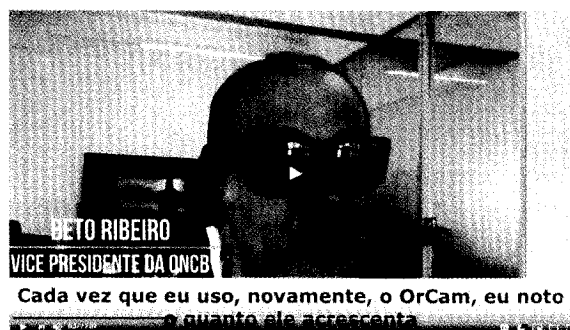 BETO RIBEIRO
VICE PRESIDENTE DA ONCB
Cada vez que eu uso, novamente, o OrCam, eu noto
o quanto ele acrescenta